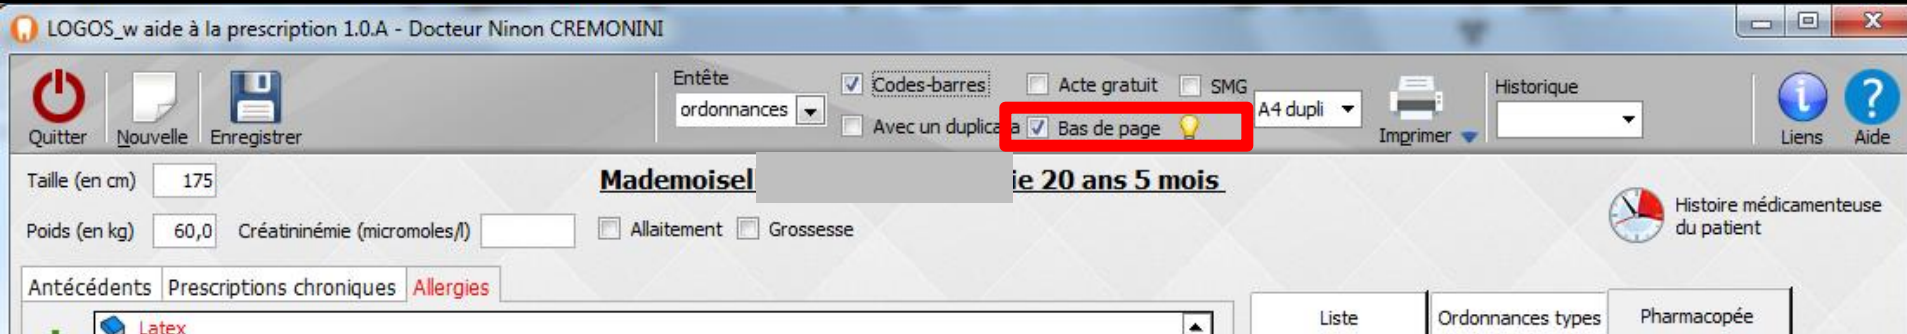 LOGOS_w aide à la prescription 1.0.A - Docteur Ninon CREMONINI
Quitter Nouvelle Enregistrer
Entête
ordonnances
Codes-barres
Acte gratuit
SMG
Avec un duplicata
Bas de page
A4 dupli
Imprimer
Historique
Liens
Aide
Taille (en cm) 175
Mademoisel ie 20 ans 5 mois
Poids (en kg) 60,0 Créatininémie (micromoles/l) Allaitement Grossesse
Histoire médicamenteuse
du patient
Antécédents Prescriptions chroniques Allergies
Latex
Liste Ordonnances types Pharmacopée